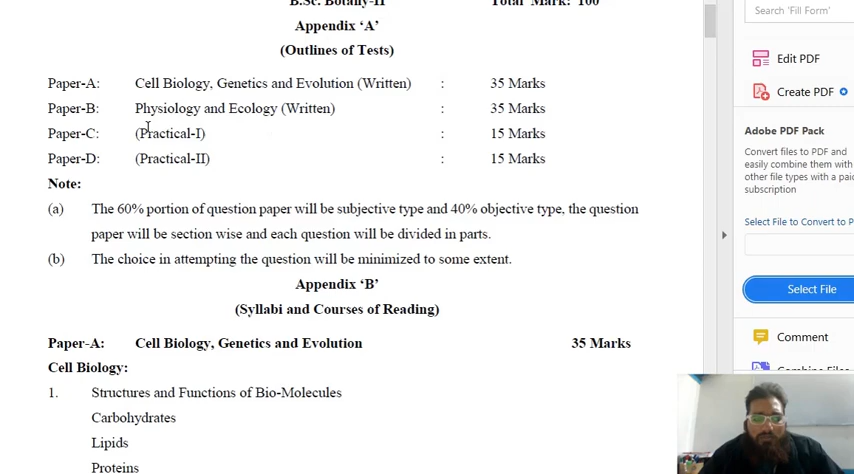 B.Sc. Botany-II Total Mark: 100
Appendix ‘A’
(Outlines of Tests)
Paper-A: Cell Biology, Genetics and Evolution (Written) : 35 Marks
Paper-B: Physiology and Ecology (Written) : 35 Marks
Paper-C: (Practical-I) : 15 Marks
Paper-D: (Practical-II) : 15 Marks
Note:
(a) The 60% portion of question paper will be subjective type and 40% objective type, the question
paper will be section wise and each question will be divided in parts.
(b) The choice in attempting the question will be minimized to some extent.
Appendix ‘B’
(Syllabi and Courses of Reading)
Paper-A: Cell Biology, Genetics and Evolution 35 Marks
Cell Biology:
1. Structures and Functions of Bio-Molecules
Carbohydrates
Lipids
Proteins
Search 'Fill Form'
Edit PDF
Create PDF
Adobe PDF Pack
Convert files to PDF and
easily combine them with
other file types with a paid
subscription
Select File to Convert to P
Select File
Comment
Combine Files